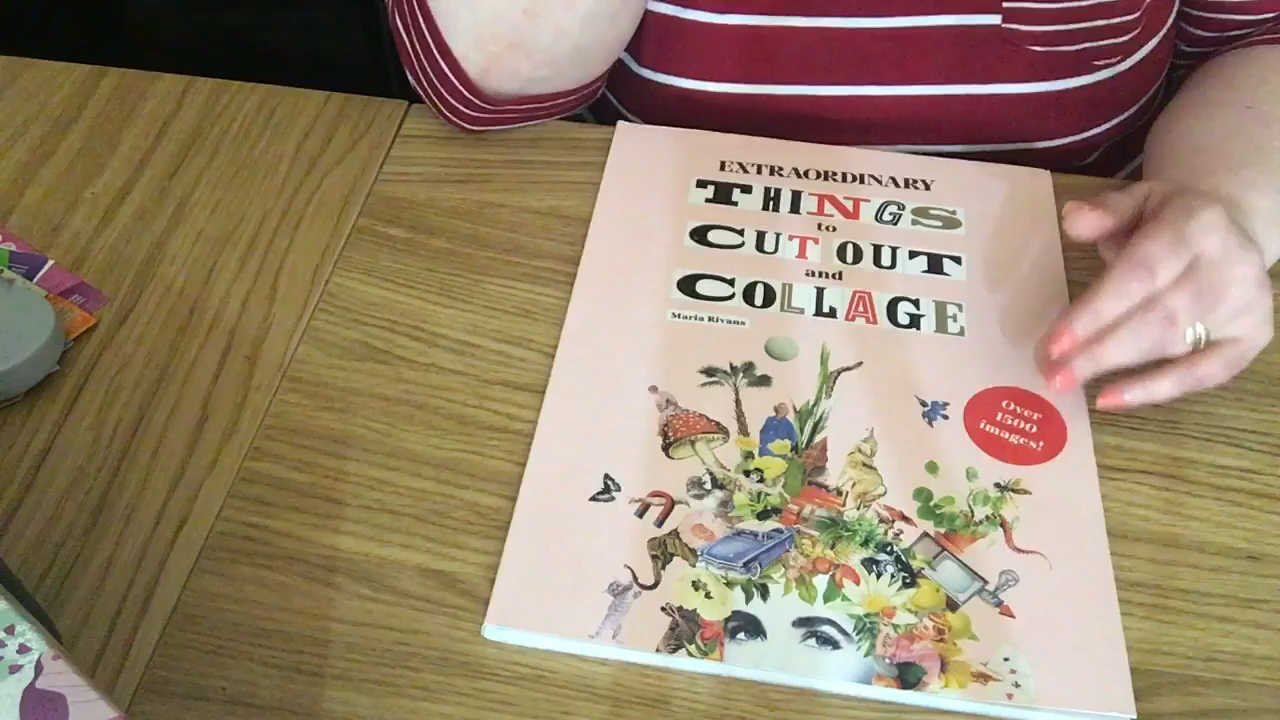 EXTRAORDINARY
THINGS
to
CUT OUT
and
COLLAGE
Maria Rivans
Over
1500
images!